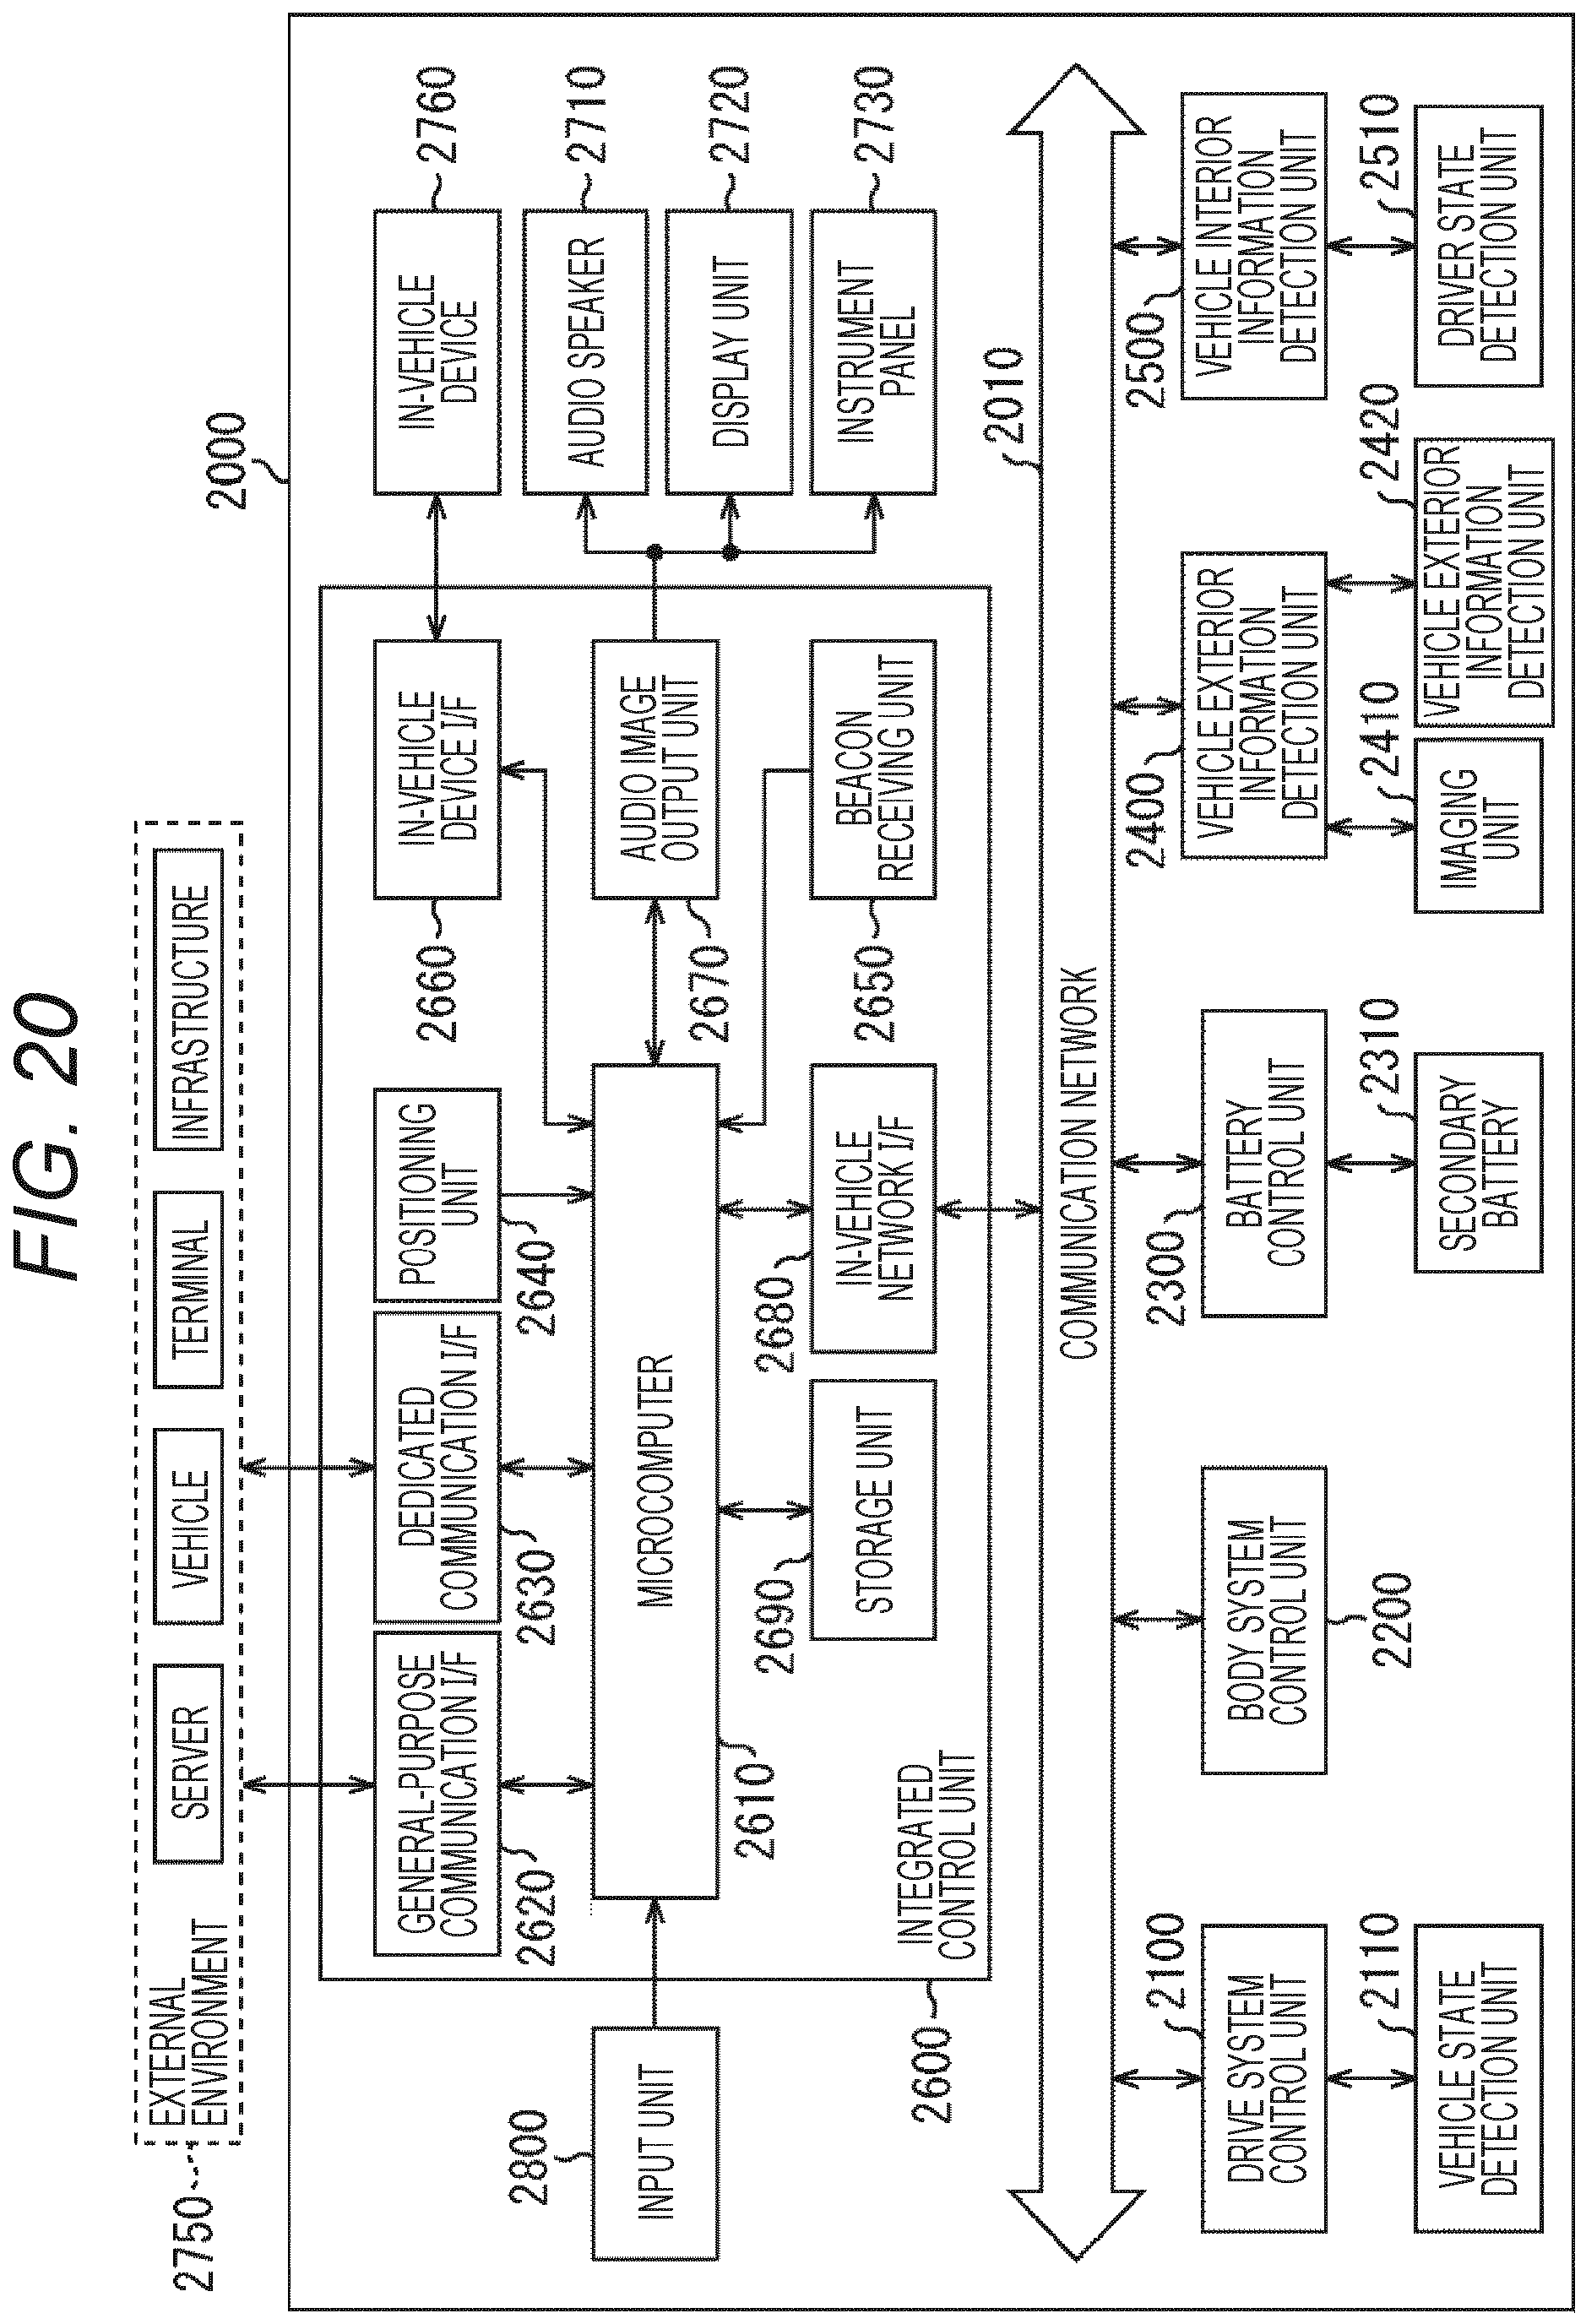 FIG. 20
2750
EXTERNAL
ENVIRONMENT
SERVER
VEHICLE
TERMINAL
INFRASTRUCTURE
2000
GENERAL-PURPOSE
COMMUNICATION I/F
DEDICATED
COMMUNICATION I/F
POSITIONING
UNIT
IN-VEHICLE
DEVICE I/F
IN-VEHICLE
DEVICE
2760
2620
2630
2640
2660
2800
INPUT UNIT
MICROCOMPUTER
AUDIO IMAGE
OUTPUT UNIT
AUDIO SPEAKER
2710
DISPLAY UNIT
2720
2610
2690
2680
2670
STORAGE UNIT
IN-VEHICLE
NETWORK I/F
2650
BEACON
RECEIVING UNIT
INSTRUMENT
PANEL
2730
2600
INTEGRATED
CONTROL UNIT
2010
COMMUNICATION NETWORK
2100
DRIVE SYSTEM
CONTROL UNIT
BODY SYSTEM
CONTROL UNIT
2200
2300
BATTERY
CONTROL UNIT
2400
VEHICLE EXTERIOR
INFORMATION
DETECTION UNIT
2500
VEHICLE INTERIOR
INFORMATION
DETECTION UNIT
2110
VEHICLE STATE
DETECTION UNIT
2310
SECONDARY
BATTERY
2410
IMAGING
UNIT
2420
VEHICLE EXTERIOR
INFORMATION
DETECTION UNIT
2510
DRIVER STATE
DETECTION UNIT